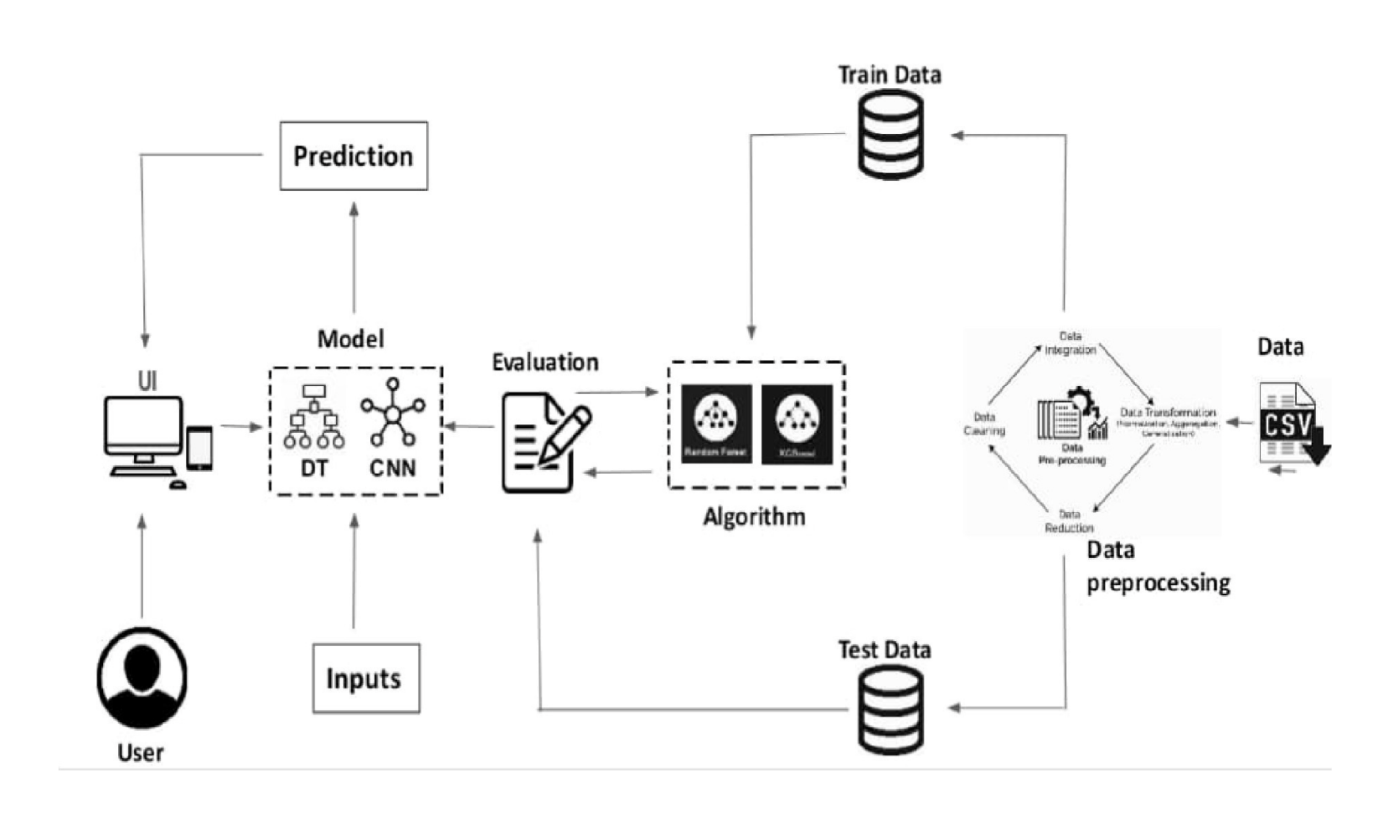 Train Data
Prediction
Model
Data
Integration
Data
UI
Evaluation
DT
CNN
Random Forest
Data
Cleaning
Data Transformation
Data
Pre-processing
CSV
Algorithm
Data
Reduction
Data
preprocessing
Inputs
Test Data
User